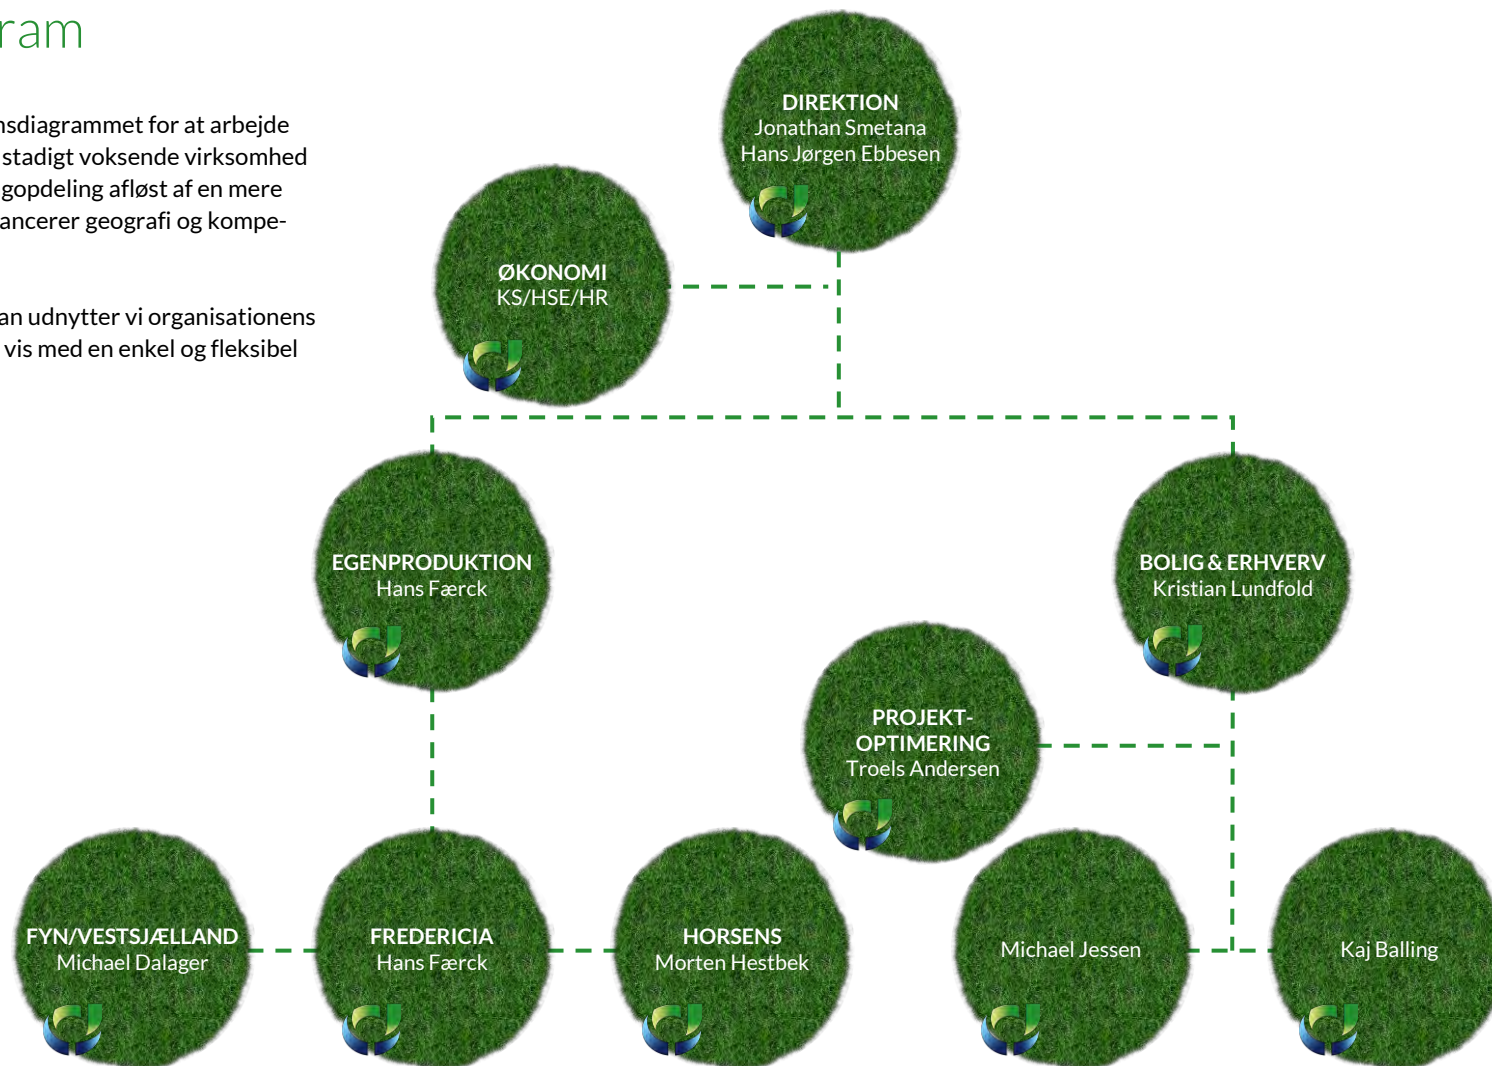 ram
nsdiagrammet for at arbejde
stadigt voksende virksomhed
gopdeling afløst af en mere
ancerer geografi og kompe-
an udnytter vi organisationens
vis med en enkel og fleksibel
DIREKTION
Jonathan Smetana
Hans Jørgen Ebbesen
ØKONOMI
KS/HSE/HR
EGENPRODUKTION
Hans Færck
BOLIG & ERHVERV
Kristian Lundfold
PROJEKT-
OPTIMERING
Troels Andersen
FYN/VESTSJÆLLAND
Michael Dalager
FREDERICIA
Hans Færck
HORSENS
Morten Hestbek
Michael Jessen
Kaj Balling